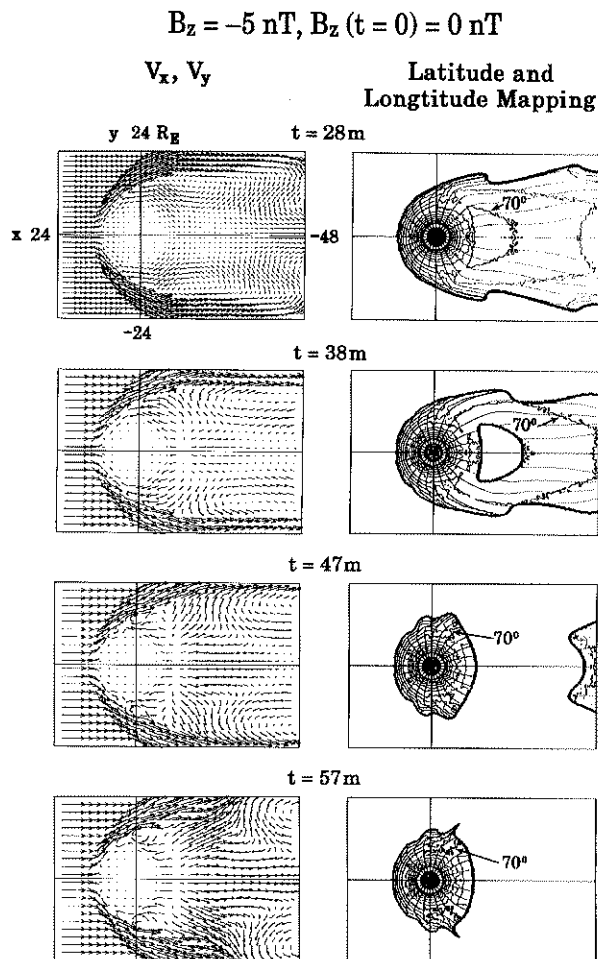 B_z = −5 nT, B_z (t = 0) = 0 nT
V_x, V_y
Latitude and
Longtitude Mapping
y 24 R_E
t = 28m
x 24
−48
70°
−24
t = 38m
70°
t = 47m
70°
t = 57m
70°